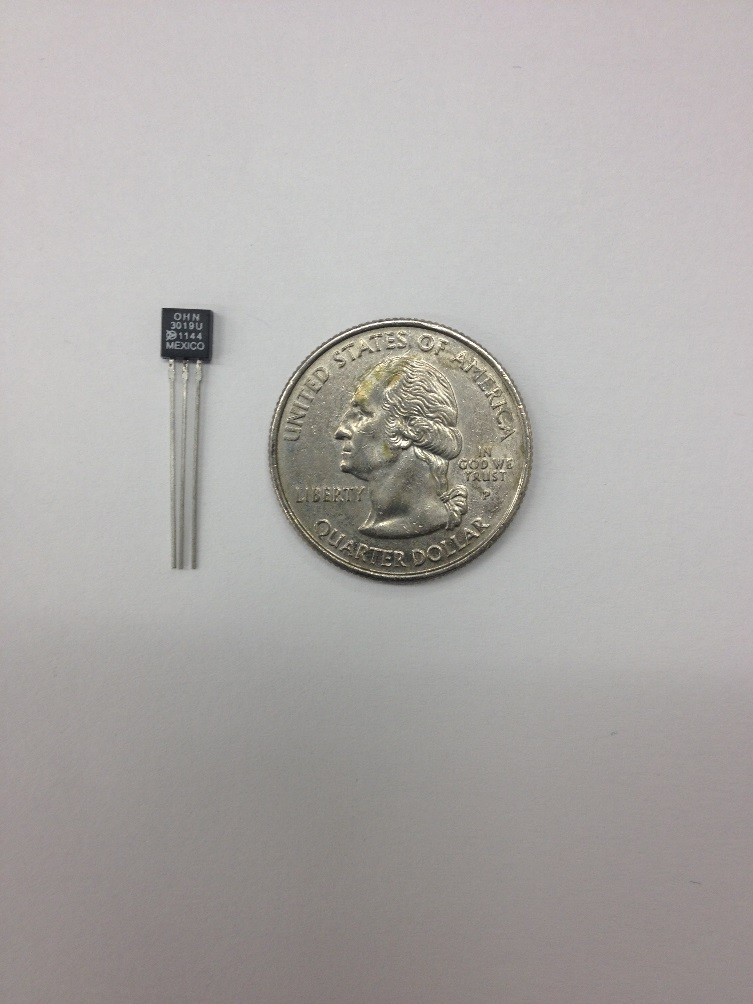 OHN
3019U
1144
MEXICO
UNITED STATES OF AMERICA
IN
GOD WE
TRUST
P
LIBERTY
QUARTER DOLLAR